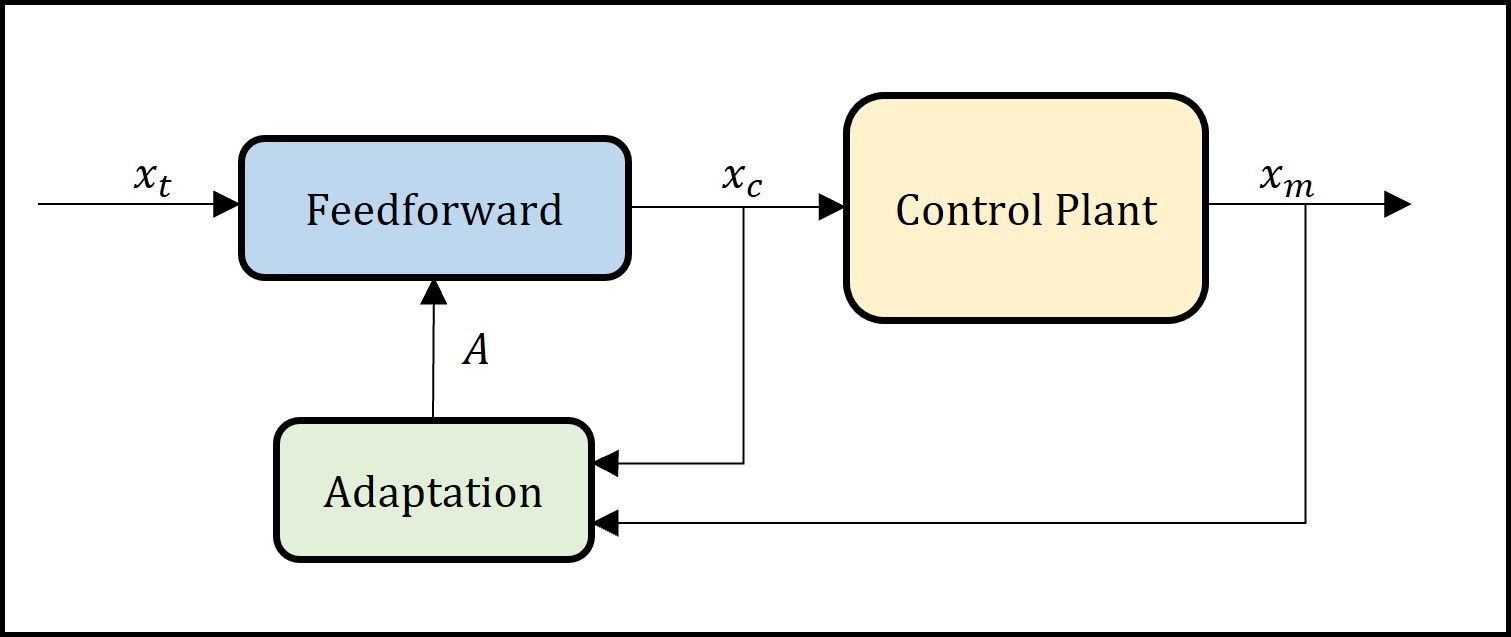 x_t
Feedforward
x_c
Control Plant
x_m
A
Adaptation